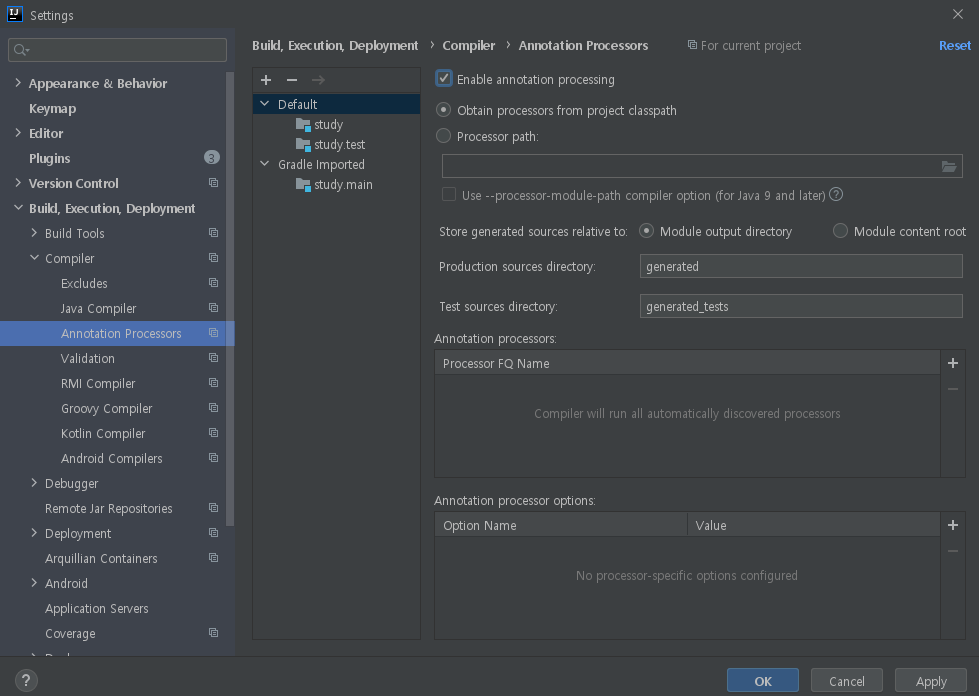 Settings
Build, Execution, Deployment › Compiler › Annotation Processors For current project Reset
Appearance & Behavior
Keymap
Editor
Plugins 3
Version Control
Build, Execution, Deployment
Build Tools
Compiler
Excludes
Java Compiler
Annotation Processors
Validation
RMI Compiler
Groovy Compiler
Kotlin Compiler
Android Compilers
Debugger
Remote Jar Repositories
Deployment
Arquillian Containers
Android
Application Servers
Coverage
Default
study
study.test
Gradle Imported
study.main
Enable annotation processing
Obtain processors from project classpath
Processor path:
Use --processor-module-path compiler option (for Java 9 and later) ?
Store generated sources relative to: Module output directory Module content root
Production sources directory: generated
Test sources directory: generated_tests
Annotation processors:
Processor FQ Name
Compiler will run all automatically discovered processors
Annotation processor options:
Option Name Value
No processor-specific options configured
? OK Cancel Apply